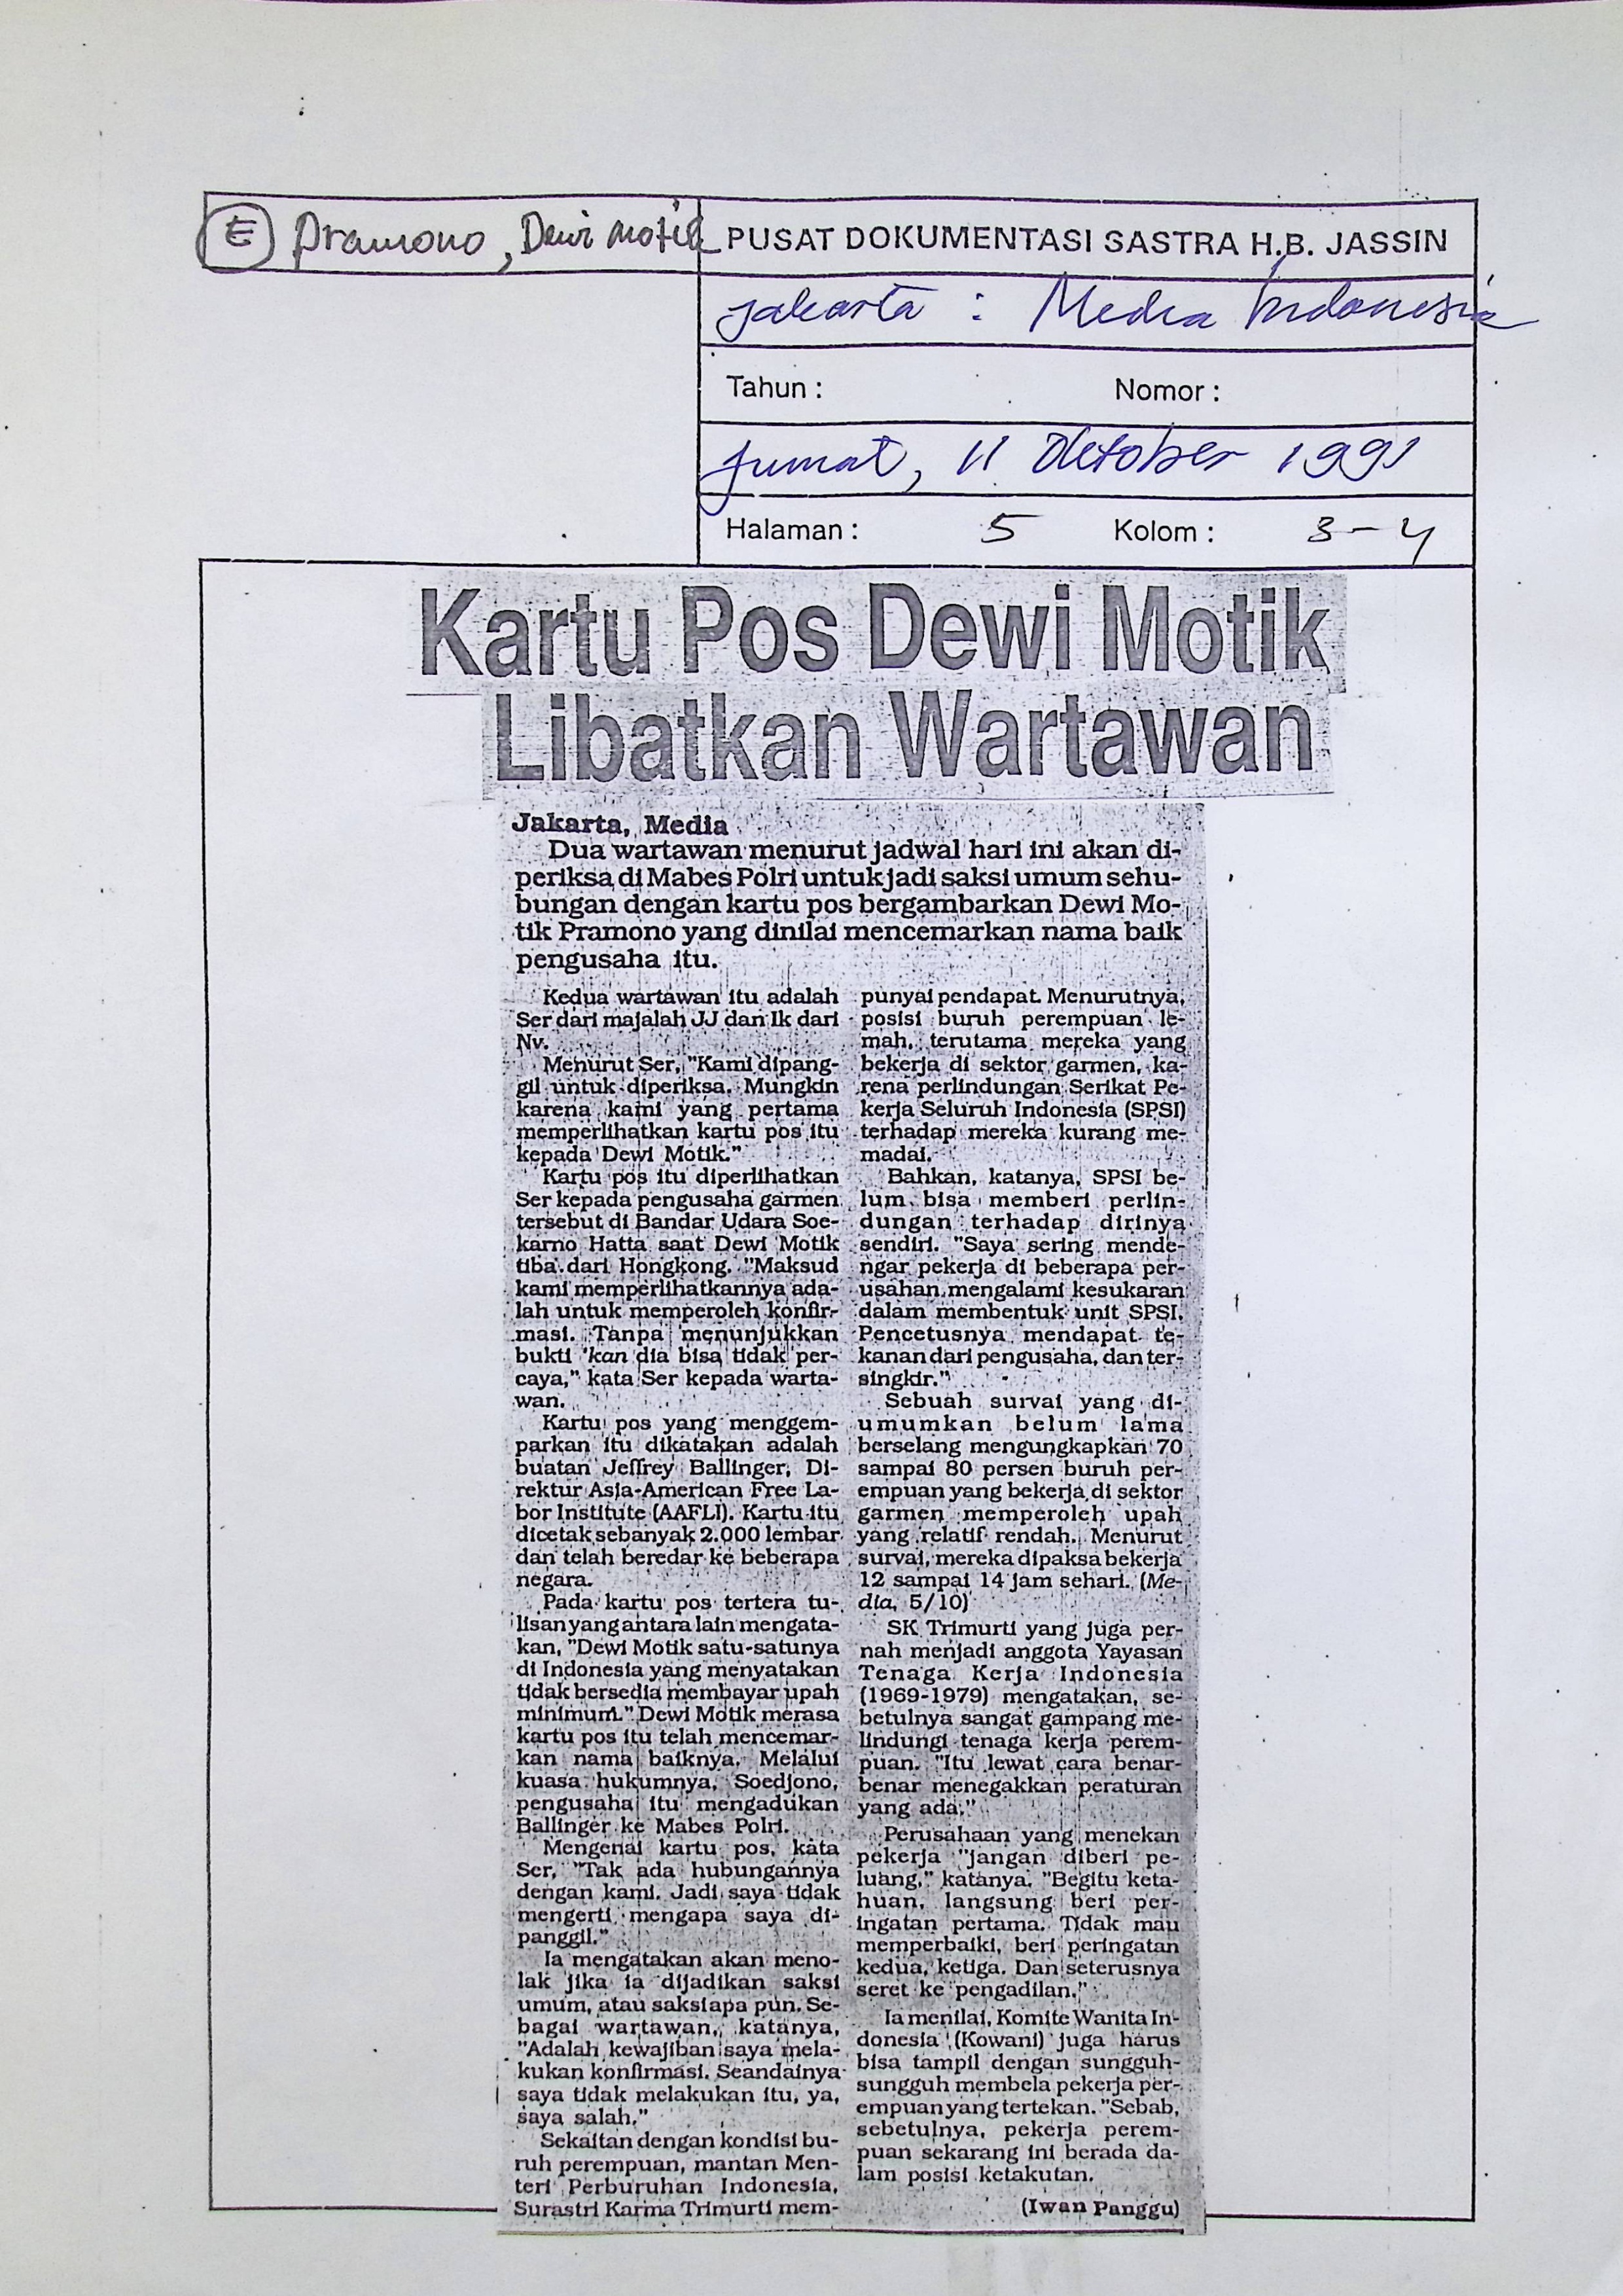 E Pramono, Dewi Motik
PUSAT DOKUMENTASI SASTRA H.B. JASSIN
Jakarta : Media Indonesia
Tahun : Nomor :
Jumat, 11 Oktober 1991
Halaman : 5 Kolom : 3-4
Kartu Pos Dewi Motik
Libatkan Wartawan
Jakarta, Media
Dua wartawan menurut jadwal hari ini akan di-
periksa di Mabes Polri untuk jadi saksi umum sehu-
bungan dengan kartu pos bergambarkan Dewi Mo-
tik Pramono yang dinilai mencemarkan nama baik
pengusaha itu.
Kedua wartawan itu adalah
Ser dari majalah JJ dan Ik dari
Nv.
Menurut Ser, "Kami dipang-
gil untuk diperiksa. Mungkin
karena kami yang pertama
memperlihatkan kartu pos itu
kepada Dewi Motik."
Kartu pos itu diperlihatkan
Ser kepada pengusaha garmen
tersebut di Bandar Udara Soe-
karno Hatta saat Dewi Motik
tiba dari Hongkong. "Maksud
kami memperlihatkannya ada-
lah untuk memperoleh konfir-
masi. Tanpa menunjukkan
bukti 'kan dia bisa tidak per-
caya," kata Ser kepada warta-
wan.
Kartu pos yang menggem-
parkan itu dikatakan adalah
buatan Jeffrey Ballinger, Di-
rektur Asia-American Free La-
bor Institute (AAFLI). Kartu itu
dicetak sebanyak 2.000 lembar
dan telah beredar ke beberapa
negara.
Pada kartu pos tertera tu-
lisan yang antara lain mengata-
kan, "Dewi Motik satu-satunya
di Indonesia yang menyatakan
tidak bersedia membayar upah
minimum." Dewi Motik merasa
kartu pos itu telah mencemar-
kan nama baiknya. Melalui
kuasa hukumnya, Soedjono,
pengusaha itu mengadukan
Ballinger ke Mabes Polri.
Mengenai kartu pos, kata
Ser, "Tak ada hubungannya
dengan kami. Jadi saya tidak
mengerti mengapa saya di-
panggil."
Ia mengatakan akan meno-
lak jika ia dijadikan saksi
umum, atau saksi apa pun. Se-
bagai wartawan, katanya,
"Adalah kewajiban saya mela-
kukan konfirmasi. Seandainya
saya tidak melakukan itu, ya,
saya salah."
Sekaitan dengan kondisi bu-
ruh perempuan, mantan Men-
teri Perburuhan Indonesia,
Surastri Karma Trimurti mem-
punyai pendapat. Menurutnya,
posisi buruh perempuan le-
mah, terutama mereka yang
bekerja di sektor garmen, ka-
rena perlindungan Serikat Pe-
kerja Seluruh Indonesia (SPSI)
terhadap mereka kurang me-
madai.
Bahkan, katanya, SPSI be-
lum bisa memberi perlin-
dungan terhadap dirinya
sendiri. "Saya sering mende-
ngar pekerja di beberapa per-
usahan mengalami kesukaran
dalam membentuk unit SPSI.
Pencetusnya mendapat te-
kanan dari pengusaha, dan ter-
singkir."
Sebuah survai yang di-
umumkan belum lama
berselang mengungkapkan 70
sampai 80 persen buruh per-
empuan yang bekerja di sektor
garmen memperoleh upah
yang relatif rendah. Menurut
survai, mereka dipaksa bekerja
12 sampai 14 jam sehari. (Me-
dia, 5/10)
SK Trimurti yang juga per-
nah menjadi anggota Yayasan
Tenaga Kerja Indonesia
(1969-1979) mengatakan, se-
betulnya sangat gampang me-
lindungi tenaga kerja perem-
puan. "Itu lewat cara benar-
benar menegakkan peraturan
yang ada."
Perusahaan yang menekan
pekerja "jangan diberi pe-
luang," katanya. "Begitu keta-
huan, langsung beri per-
ingatan pertama. Tidak mau
memperbaiki, beri peringatan
kedua, ketiga. Dan seterusnya
seret ke pengadilan."
Ia menilai, Komite Wanita In-
donesia (Kowani) juga harus
bisa tampil dengan sungguh-
sungguh membela pekerja per-
empuan yang tertekan. "Sebab,
sebetulnya, pekerja perem-
puan sekarang ini berada da-
lam posisi ketakutan.
(Iwan Panggu)